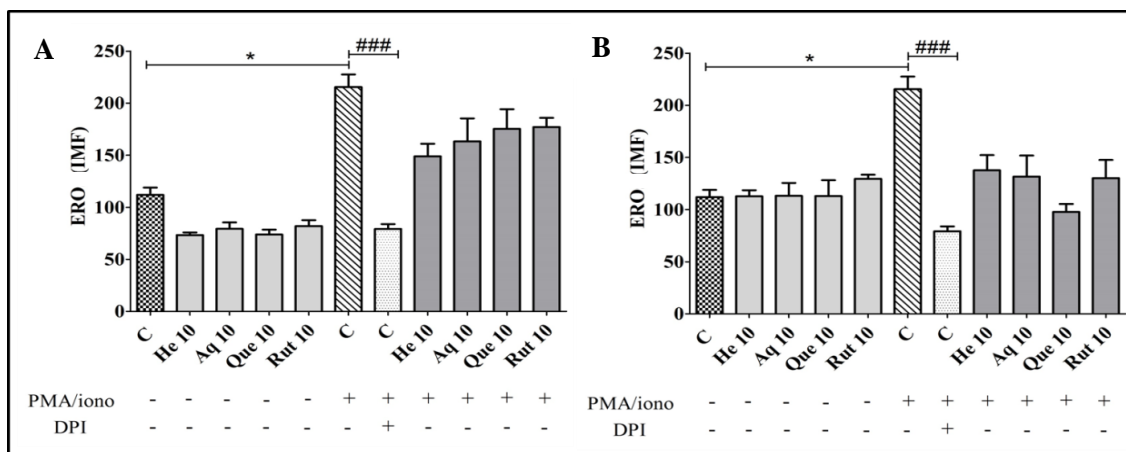 A
ERO (IMF)
250
200
150
100
50
0
*
###
C He 10 Aq 10 Que 10 Rut 10 C C He 10 Aq 10 Que 10 Rut 10
PMA/iono - - - - - + + + + + +
DPI - - - - - - + - - - -
B
ERO (IMF)
250
200
150
100
50
0
*
###
C He 10 Aq 10 Que 10 Rut 10 C C He 10 Aq 10 Que 10 Rut 10
PMA/iono - - - - - + + + + + +
DPI - - - - - - + - - - -